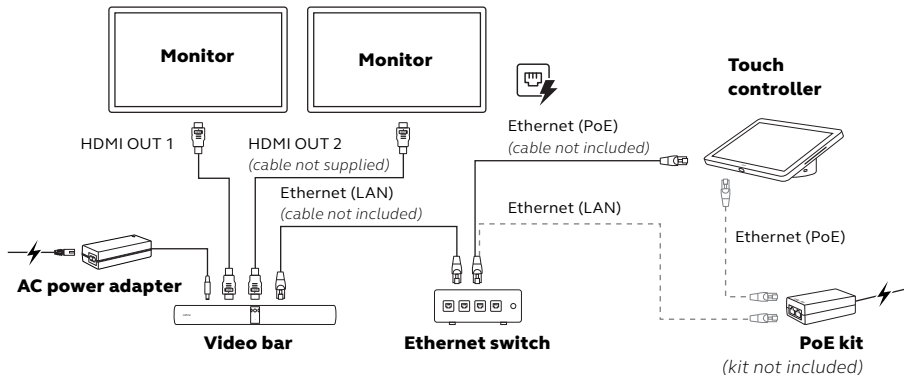 Monitor
Monitor
Touch
controller
HDMI OUT 1
HDMI OUT 2
(cable not supplied)
Ethernet (PoE)
(cable not included)
Ethernet (LAN)
(cable not included)
Ethernet (LAN)
Ethernet (PoE)
AC power adapter
Video bar
Ethernet switch
PoE kit
(kit not included)